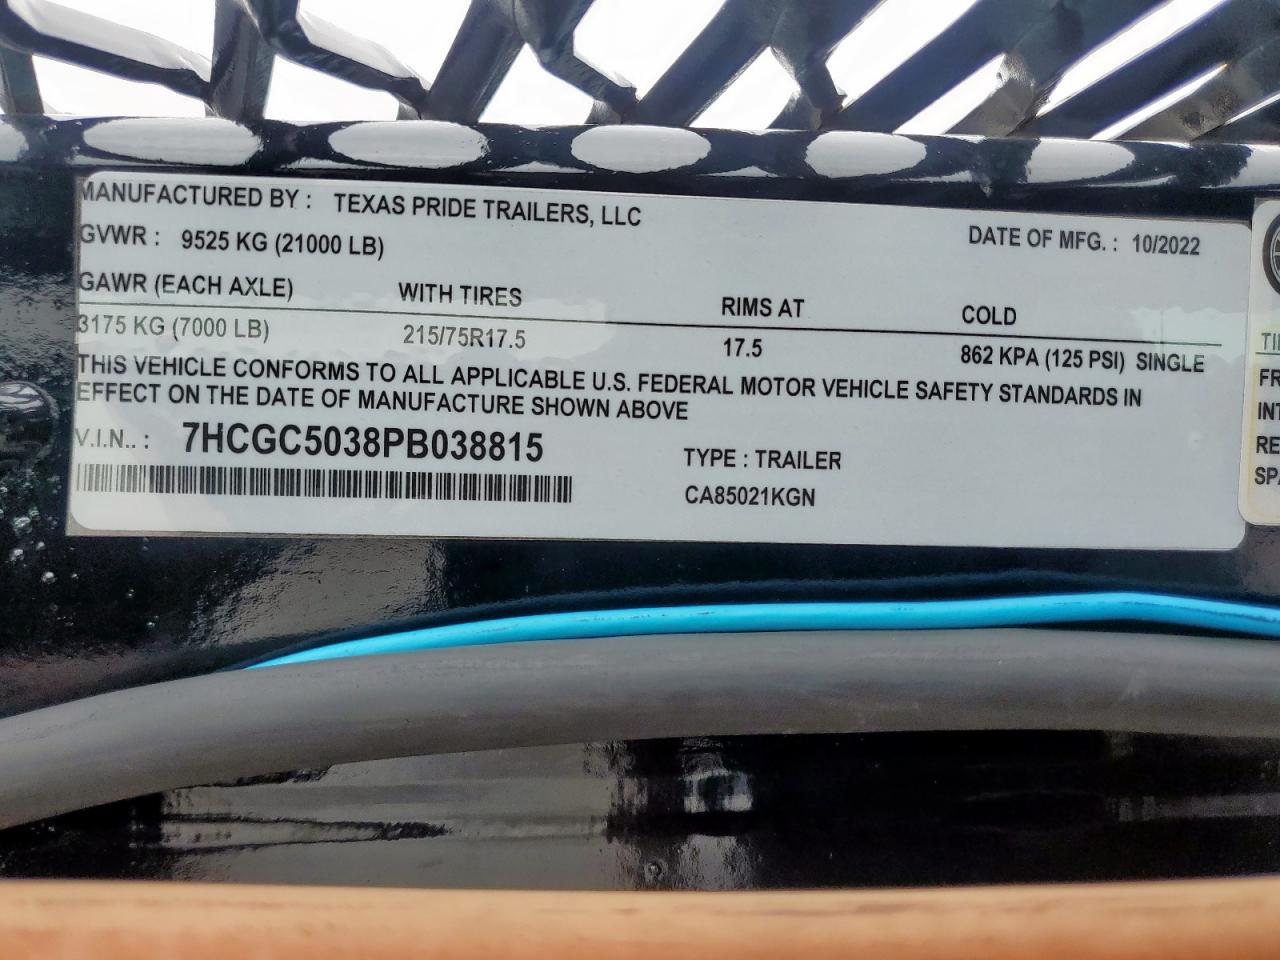 MANUFACTURED BY : TEXAS PRIDE TRAILERS, LLC
GVWR : 9525 KG (21000 LB) DATE OF MFG. : 10/2022
GAWR (EACH AXLE) WITH TIRES RIMS AT COLD
3175 KG (7000 LB) 215/75R17.5 17.5 862 KPA (125 PSI) SINGLE
THIS VEHICLE CONFORMS TO ALL APPLICABLE U.S. FEDERAL MOTOR VEHICLE SAFETY STANDARDS IN
EFFECT ON THE DATE OF MANUFACTURE SHOWN ABOVE
V.I.N.. : 7HCGC5038PB038815
TYPE : TRAILER
CA85021KGN